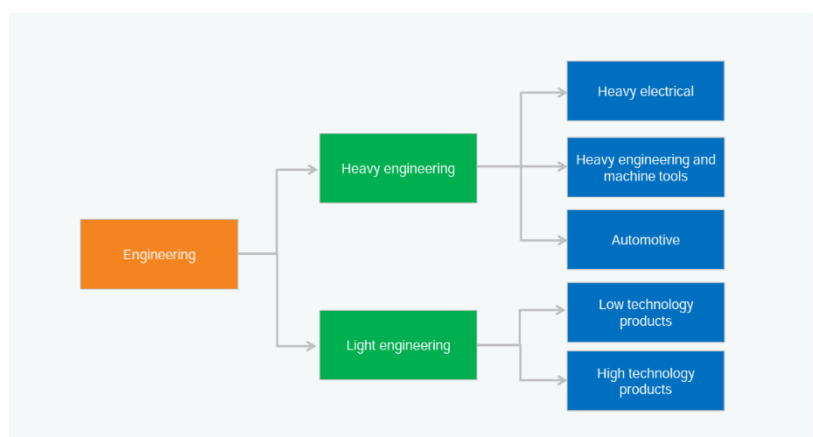 Engineering
Heavy engineering
Light engineering
Heavy electrical
Heavy engineering and
machine tools
Automotive
Low technology
products
High technology
products